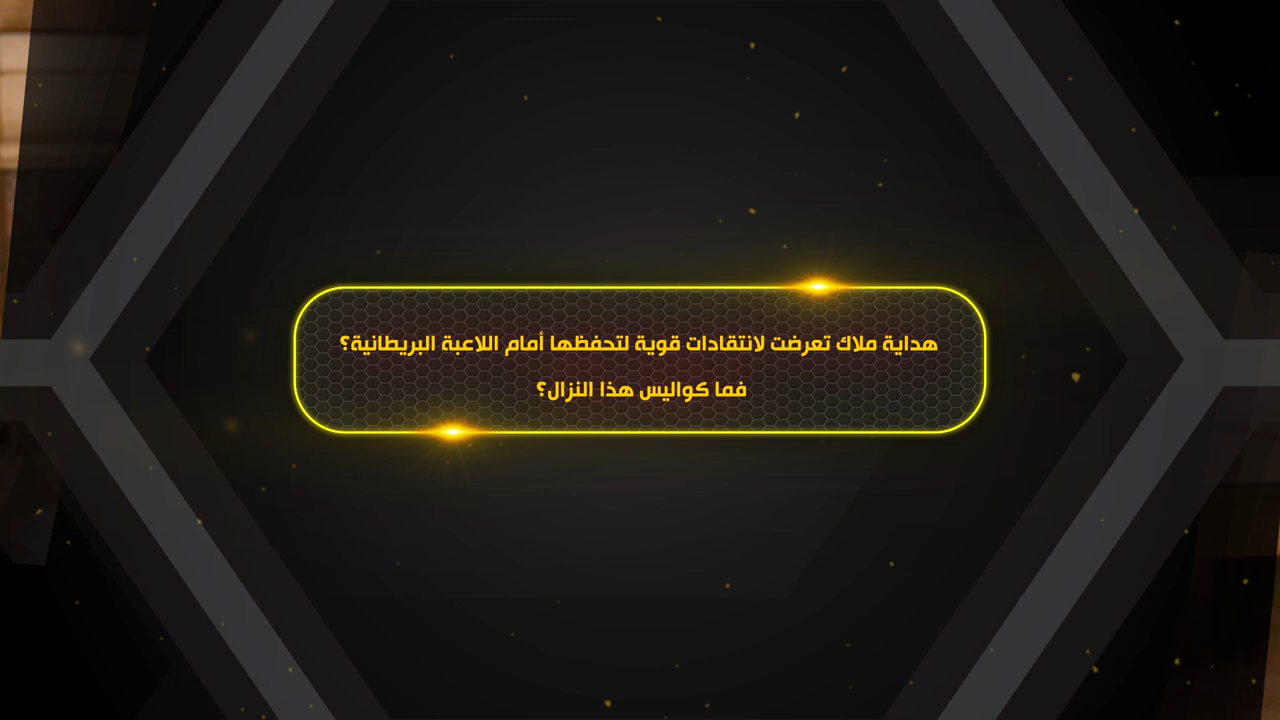 هداية ملاك تعرضت لانتقادات قوية لتحفظها أمام اللاعبة البريطانية؟
فما كواليس هذا النزال؟